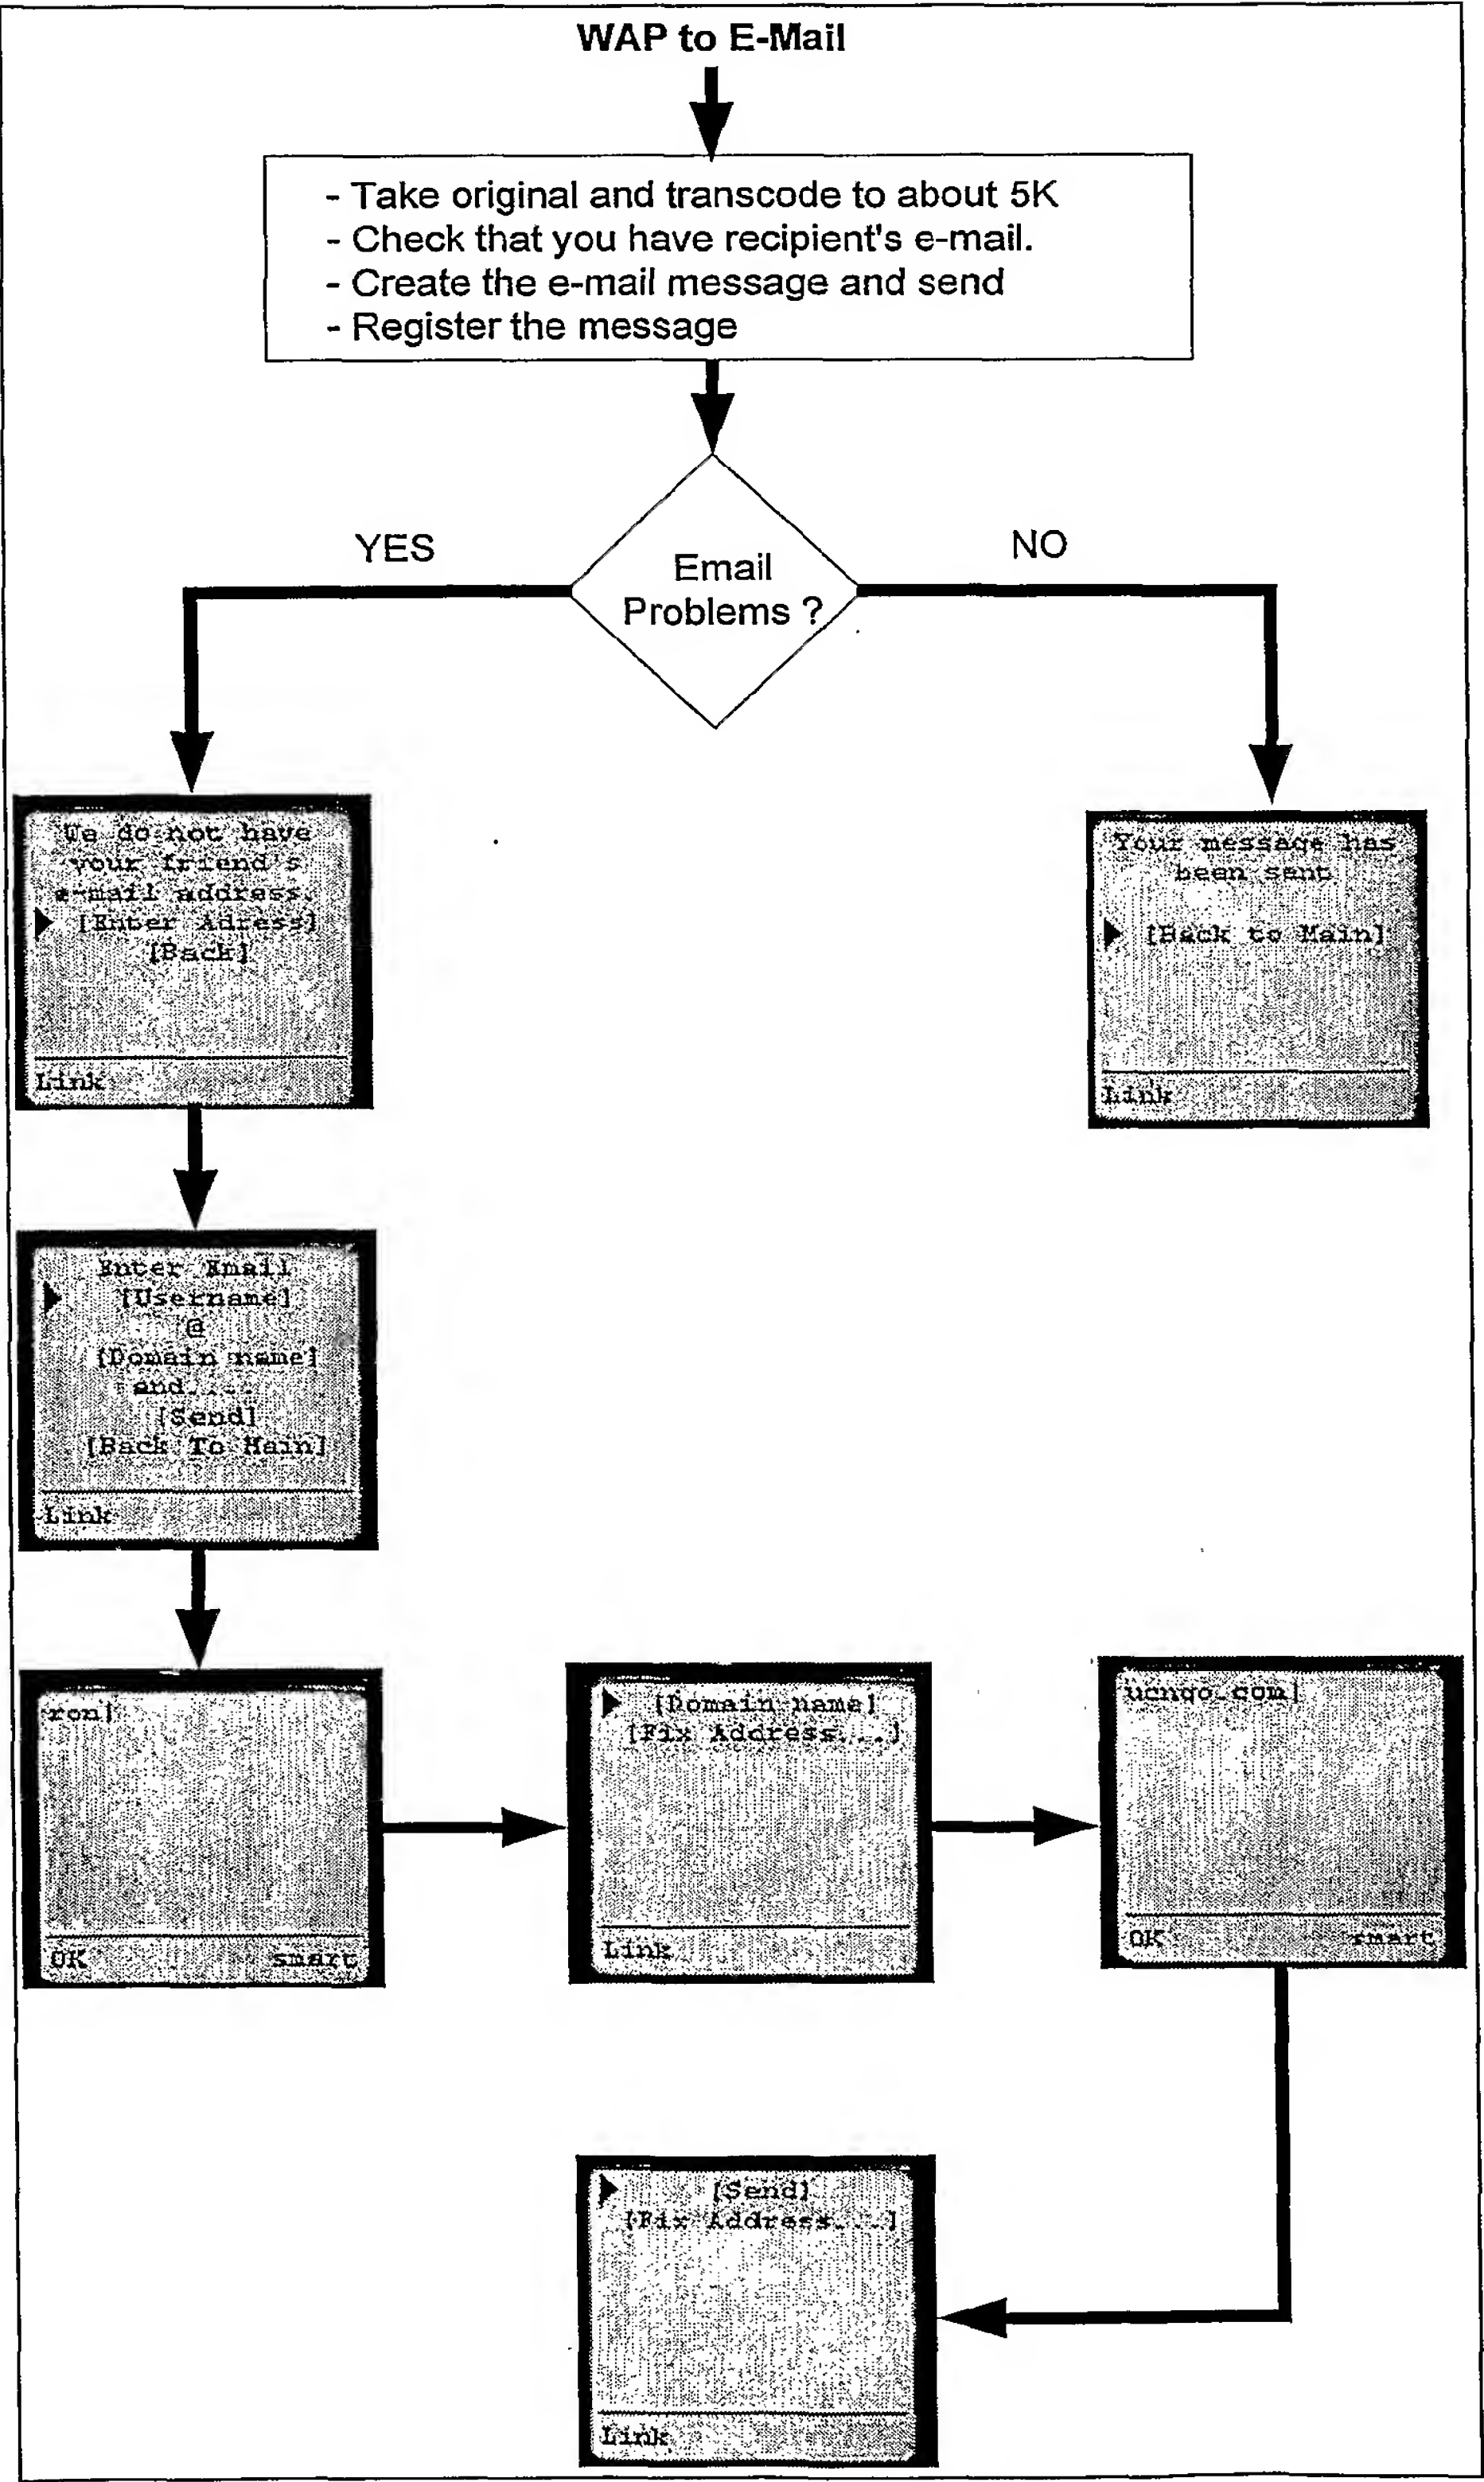 WAP to E-Mail
- Take original and transcode to about 5K
- Check that you have recipient's e-mail.
- Create the e-mail message and send
- Register the message
Email
Problems ?
YES
NO
We do not have
your friend's
e-mail address.
[Enter Adress]
[Back]
Link
Your message has
been sent
[Back to Main]
Link
Enter Email
[Username]
@
[Domain name]
and....
[Send]
[Back To Main]
Link
ron
OK smart
[Domain name]
[Fix Address...]
Link
ucngo.com
OK smart
[Send]
[Fix Address...]
Link